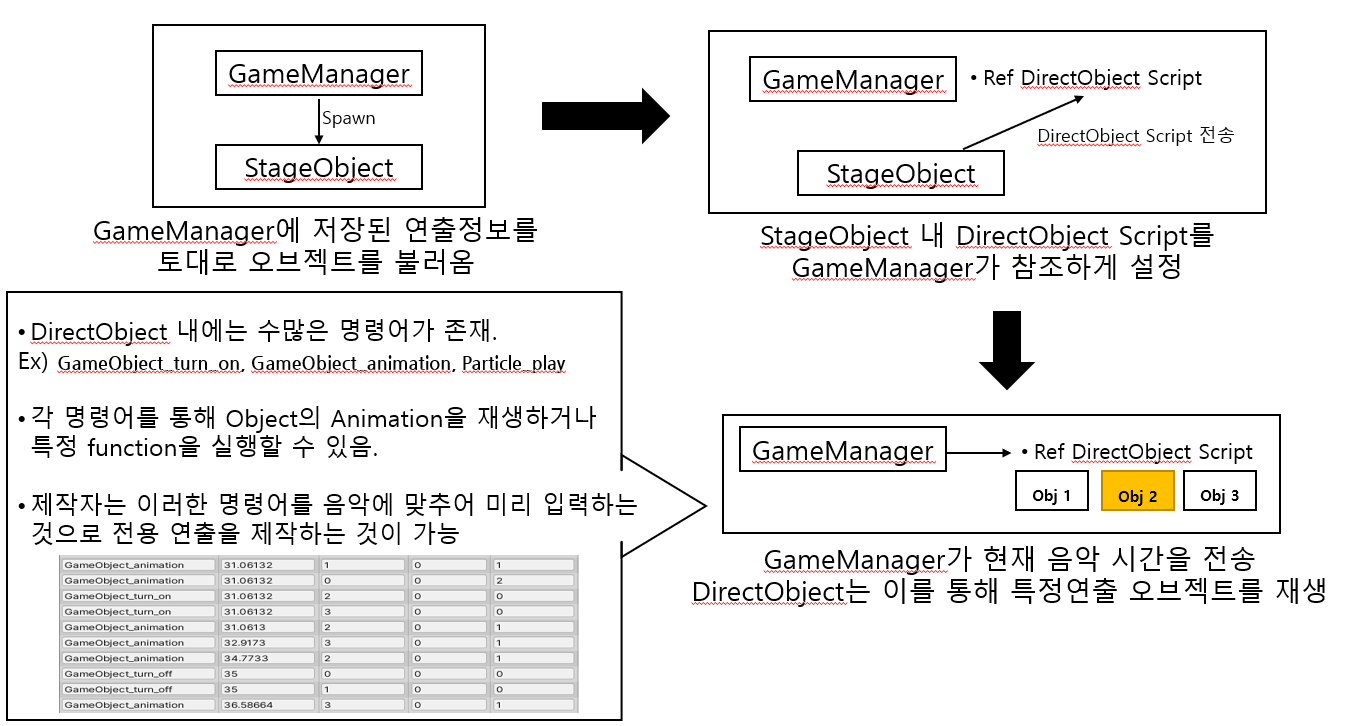 GameManager
Spawn
StageObject
GameManager에 저장된 연출정보를
토대로 오브젝트를 불러옴
GameManager
• Ref DirectObject Script
DirectObject Script 전송
StageObject
StageObject 내 DirectObject Script를
GameManager가 참조하게 설정
• DirectObject 내에는 수많은 명령어가 존재.
Ex) GameObject_turn_on, GameObject_animation, Particle_play
• 각 명령어를 통해 Object의 Animation을 재생하거나
특정 function을 실행할 수 있음.
• 제작자는 이러한 명령어를 음악에 맞추어 미리 입력하는
것으로 전용 연출을 제작하는 것이 가능
GameObject_animation 31.06132 1 0 1
GameObject_animation 31.06132 0 0 2
GameObject_turn_on 31.06132 2 0 0
GameObject_turn_on 31.06132 3 0 0
GameObject_animation 31.0613 2 0 1
GameObject_animation 32.9173 3 0 1
GameObject_animation 34.7733 2 0 1
GameObject_turn_off 35 0 0 0
GameObject_turn_off 35 1 0 0
GameObject_animation 36.58664 3 0 1
GameManager
• Ref DirectObject Script
Obj 1
Obj 2
Obj 3
GameManager가 현재 음악 시간을 전송
DirectObject는 이를 통해 특정연출 오브젝트를 재생